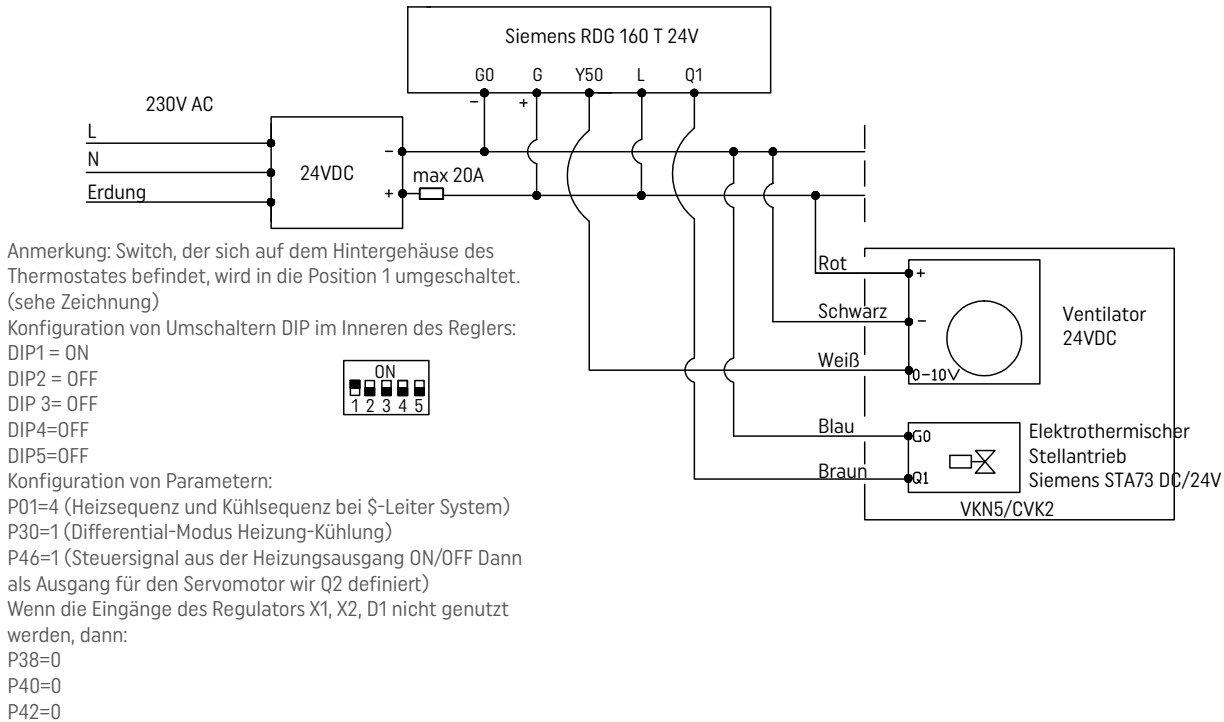 Siemens RDG 160 T 24V
G0 G Y50 L Q1
− +
230V AC
L
N
Erdung
24VDC
−
+
max 20A
Anmerkung: Switch, der sich auf dem Hintergehäuse des
Thermostates befindet, wird in die Position 1 umgeschaltet.
(sehe Zeichnung)
Konfiguration von Umschaltern DIP im Inneren des Reglers:
DIP1 = ON
DIP2 = OFF
DIP 3= OFF
DIP4=OFF
DIP5=OFF
ON
1 2 3 4 5
Konfiguration von Parametern:
P01=4 (Heizsequenz und Kühlsequenz bei $-Leiter System)
P30=1 (Differential-Modus Heizung-Kühlung)
P46=1 (Steuersignal aus der Heizungsausgang ON/OFF Dann
als Ausgang für den Servomotor wir Q2 definiert)
Wenn die Eingänge des Regulators X1, X2, D1 nicht genutzt
werden, dann:
P38=0
P40=0
P42=0
Rot
+
Schwarz
−
Weiß
0-10V
Ventilator
24VDC
Blau
G0
Braun
Q1
Elektrothermischer
Stellantrieb
Siemens STA73 DC/24V
VKN5/CVK2